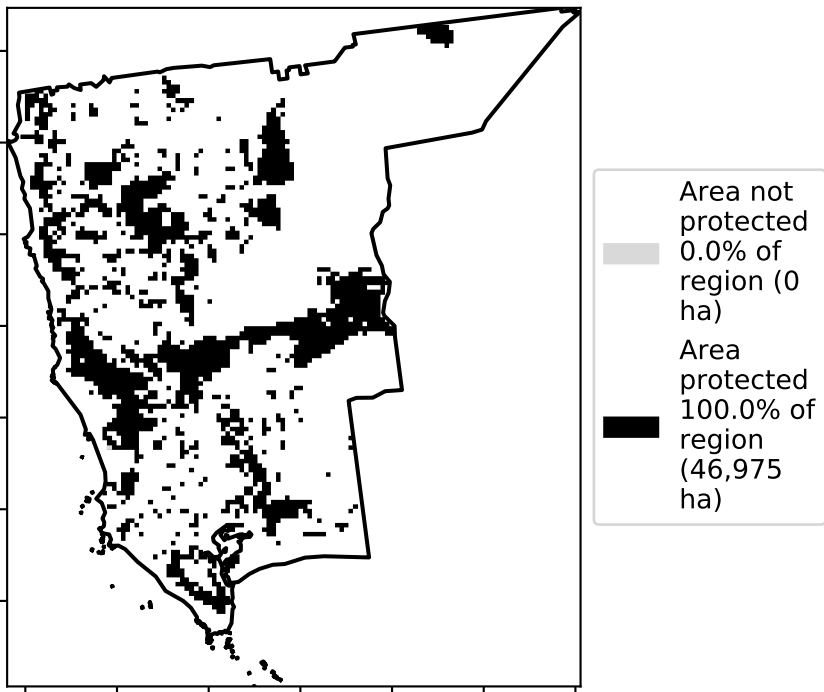 Area not
protected
0.0% of
region (0
ha)
Area
protected
100.0% of
region
(46,975
ha)